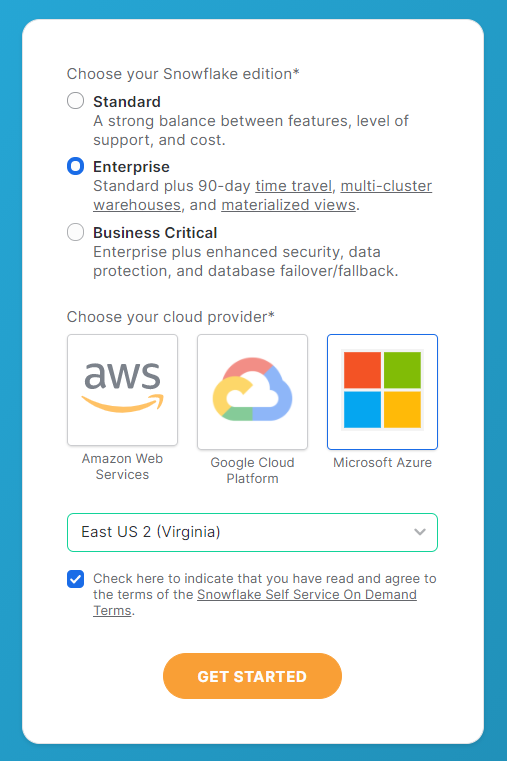 Choose your Snowflake edition*
Standard
A strong balance between features, level of
support, and cost.
Enterprise
Standard plus 90-day time travel, multi-cluster
warehouses, and materialized views.
Business Critical
Enterprise plus enhanced security, data
protection, and database failover/fallback.
Choose your cloud provider*
aws
Amazon Web
Services
Google Cloud
Platform
Microsoft Azure
East US 2 (Virginia)
Check here to indicate that you have read and agree to
the terms of the Snowflake Self Service On Demand
Terms.
GET STARTED